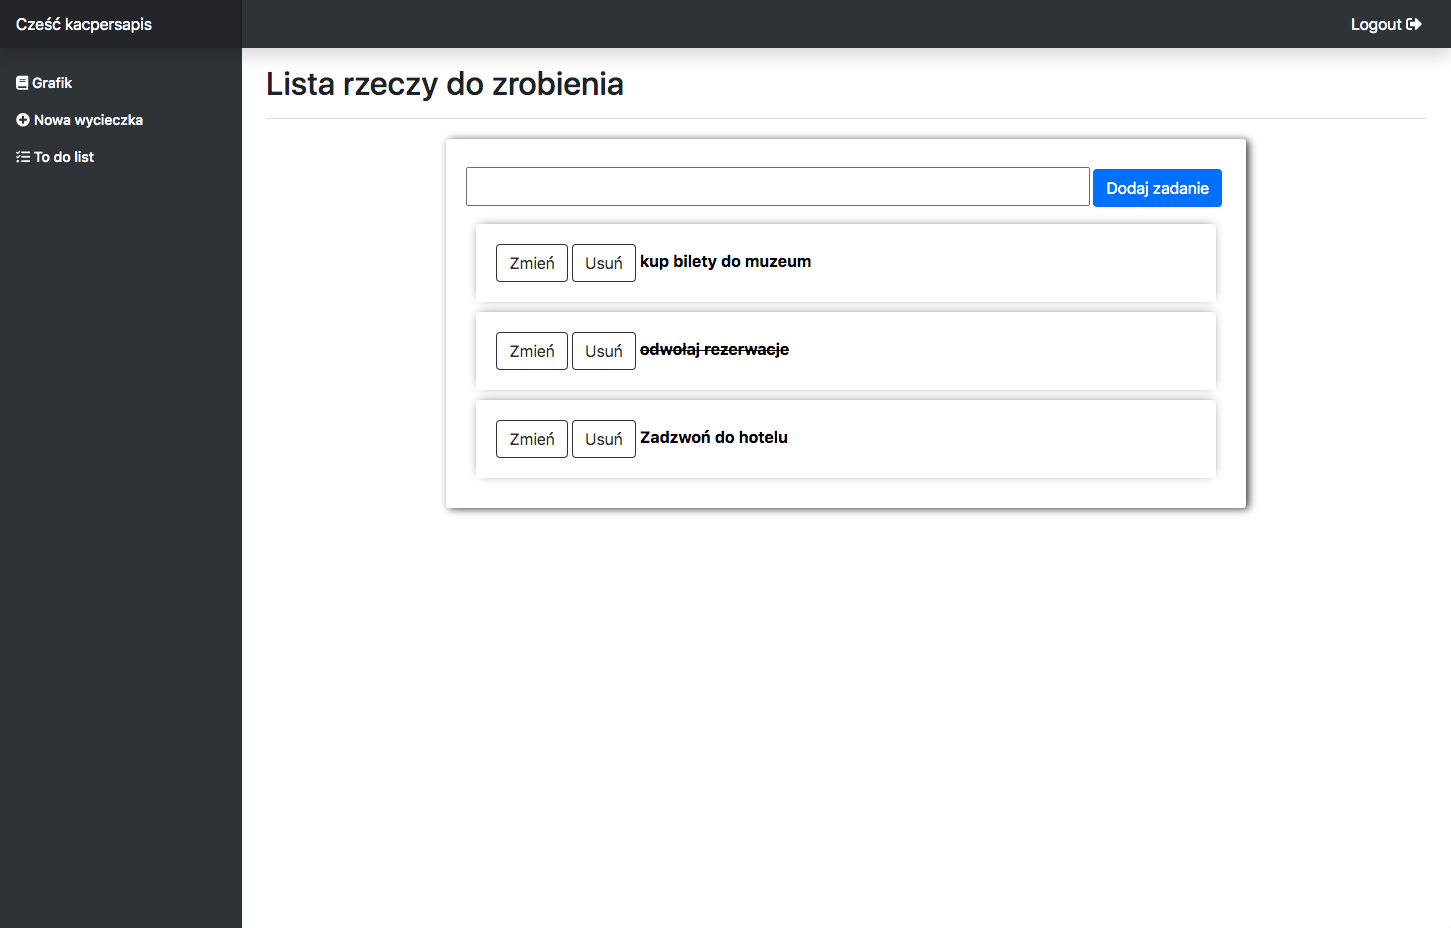 Cześć kacpersapis
Logout
Grafik
Nowa wycieczka
To do list
Lista rzeczy do zrobienia
Dodaj zadanie
Zmień Usuń kup bilety do muzeum
Zmień Usuń odwołaj rezerwacje
Zmień Usuń Zadzwoń do hotelu